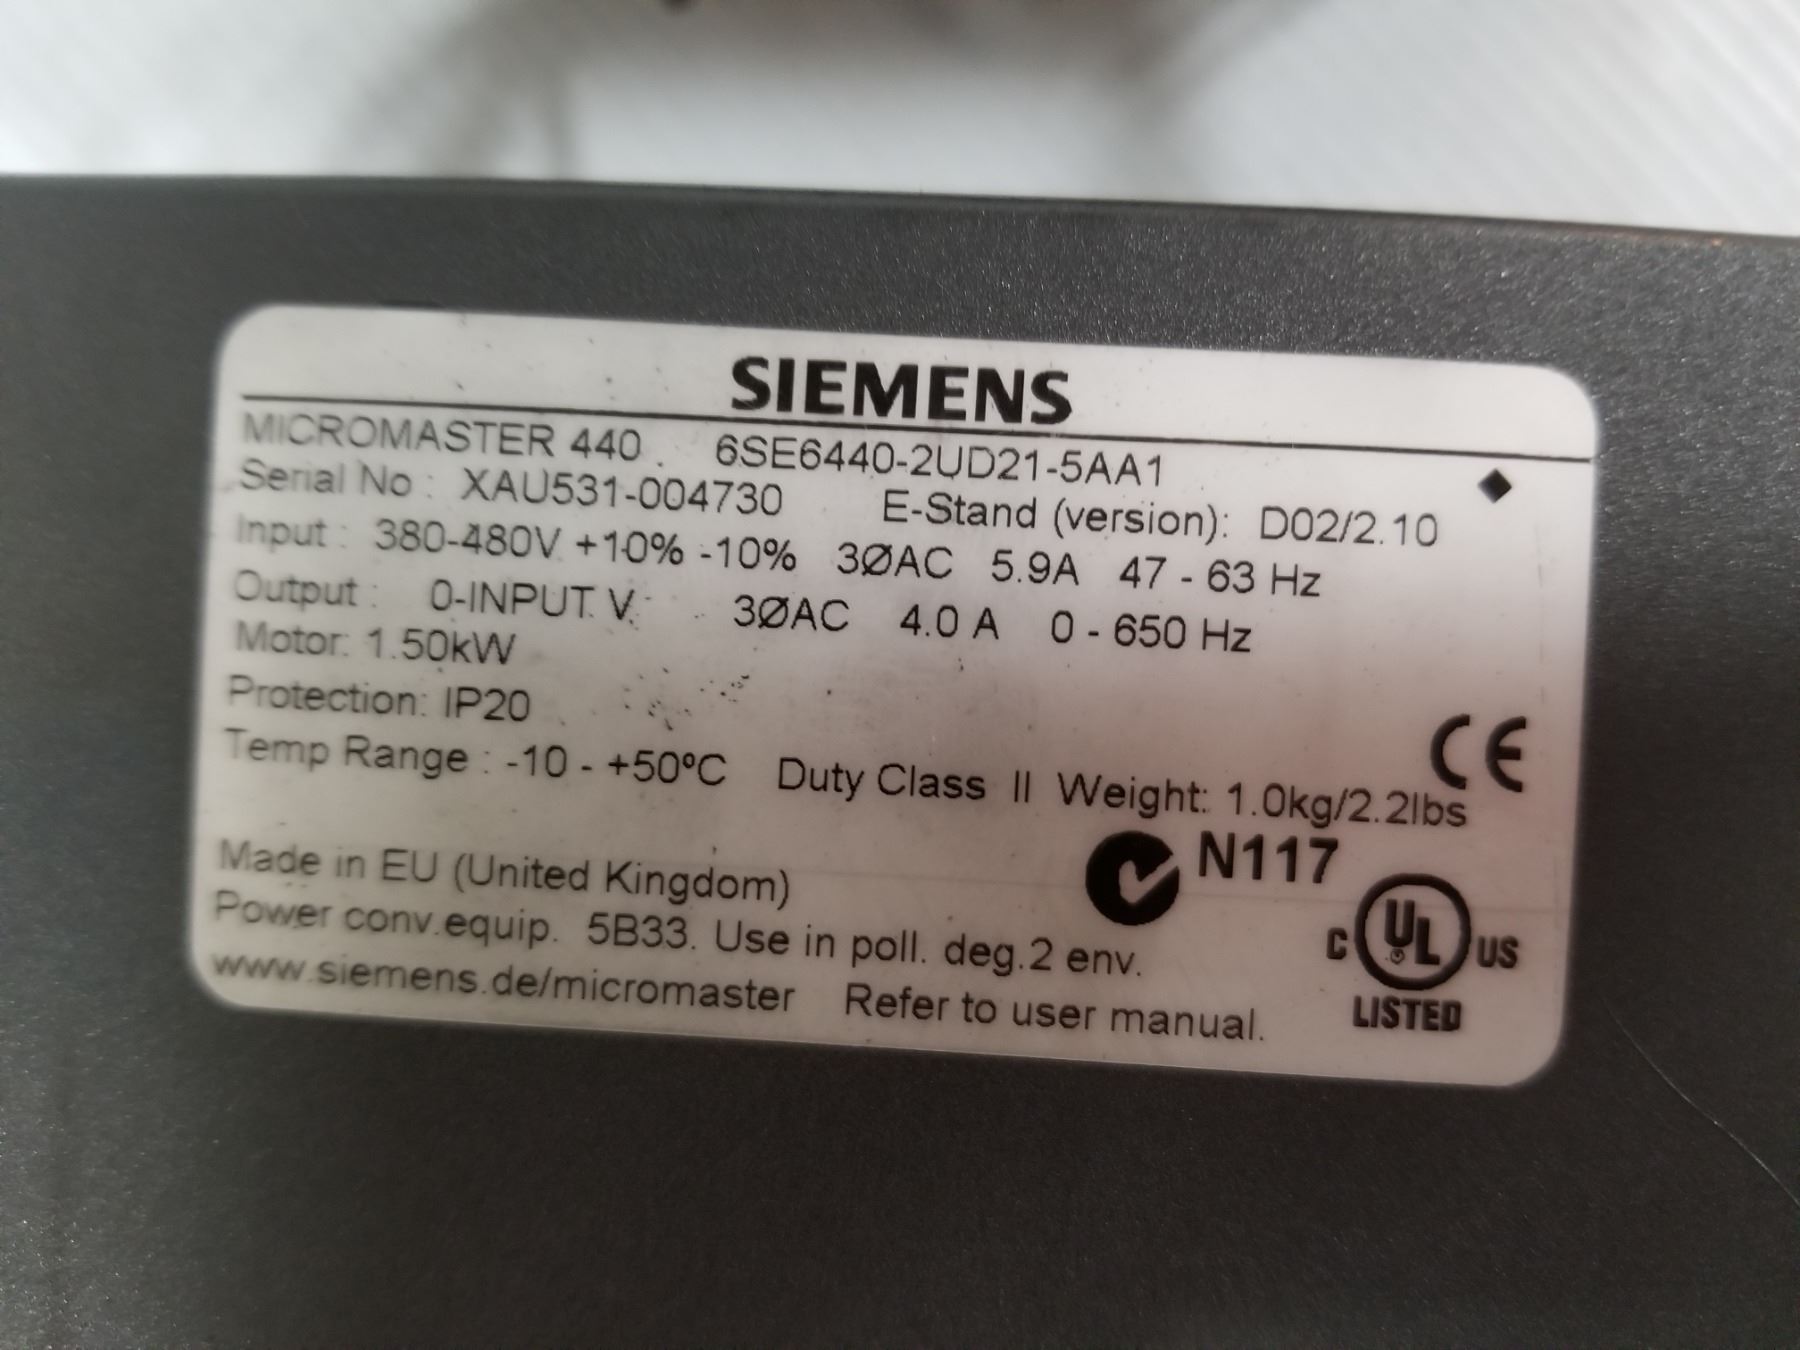 SIEMENS
MICROMASTER 440 6SE6440-2UD21-5AA1
Serial No : XAU531-004730 E-Stand (version): D02/2.10
Input : 380-480V +10% -10% 3ØAC 5.9A 47 - 63 Hz
Output : 0-INPUT V 3ØAC 4.0 A 0 - 650 Hz
Motor: 1.50kW
Protection: IP20
Temp Range : -10 - +50ºC Duty Class II Weight: 1.0kg/2.2lbs
CE
N117
Made in EU (United Kingdom)
Power conv.equip. 5B33. Use in poll. deg.2 env.
www.siemens.de/micromaster Refer to user manual.
C UL US
LISTED